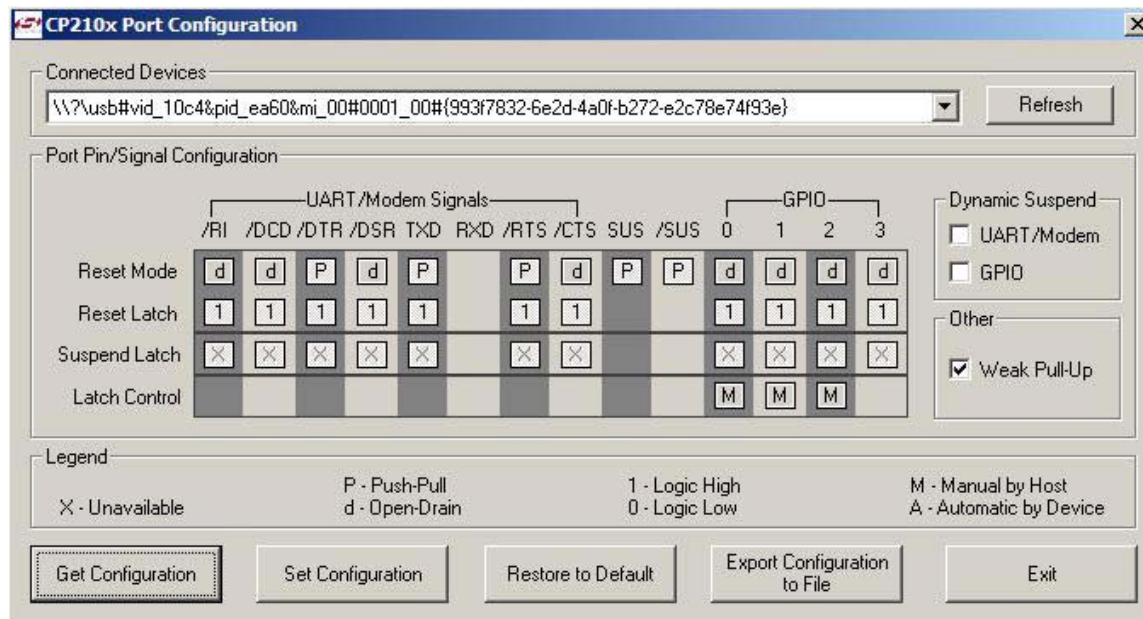 CP210x Port Configuration
Connected Devices
\\?\usb#vid_10c4&pid_ea60&mi_00#0001_00#{993f7832-6e2d-4a0f-b272-e2c78e74f93e}
Refresh
Port Pin/Signal Configuration
UART/Modem Signals GPIO
/RI /DCD /DTR /DSR TXD RXD /RTS /CTS SUS /SUS 0 1 2 3
Reset Mode d d P d P P d P P d d d d
Reset Latch 1 1 1 1 1 1 1 1 1 1 1
Suspend Latch X X X X X X X X X X X
Latch Control M M M
Dynamic Suspend
UART/Modem
GPIO
Other
Weak Pull-Up
Legend
X - Unavailable
P - Push-Pull
d - Open-Drain
1 - Logic High
0 - Logic Low
M - Manual by Host
A - Automatic by Device
Get Configuration
Set Configuration
Restore to Default
Export Configuration
to File
Exit